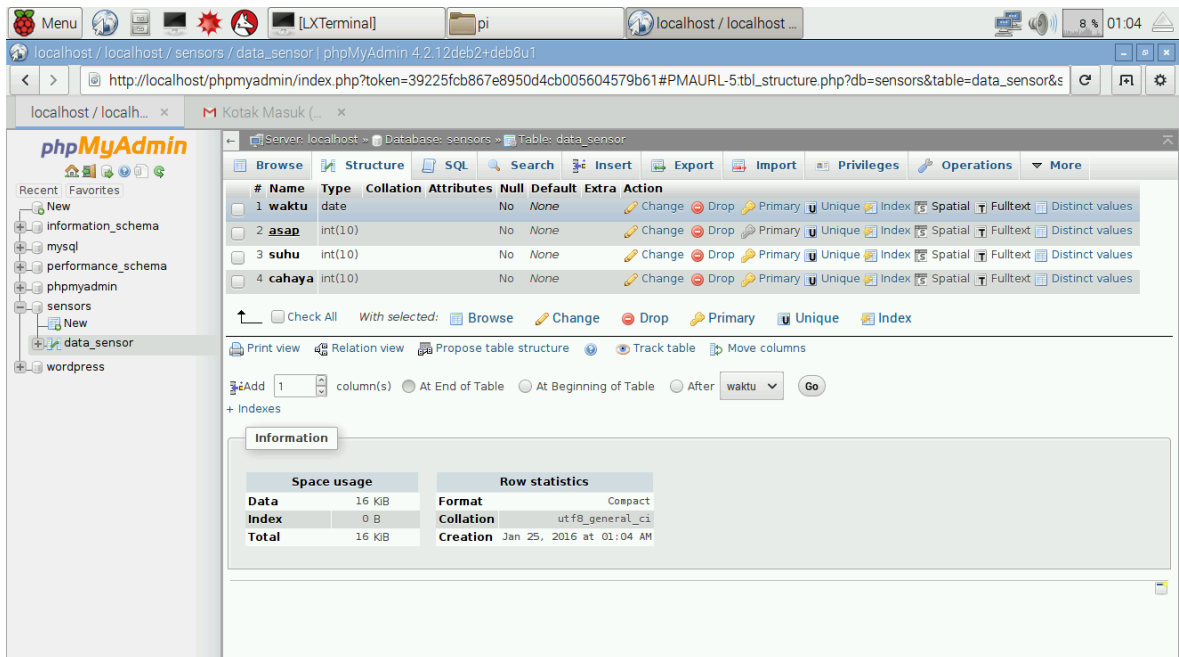 Menu [LXTerminal] pi localhost / localhost ... 8 % 01:04
localhost / localhost / sensors / data_sensor | phpMyAdmin 4.2.12deb2+deb8u1
http://localhost/phpmyadmin/index.php?token=39225fcb867e8950d4cb005604579b61#PMAURL-5:tbl_structure.php?db=sensors&table=data_sensor&s
localhost / localh... × Kotak Masuk (... ×
phpMyAdmin
Recent Favorites
New
information_schema
mysql
performance_schema
phpmyadmin
sensors
New
data_sensor
wordpress
Server: localhost » Database: sensors » Table: data_sensor
Browse Structure SQL Search Insert Export Import Privileges Operations More
# Name Type Collation Attributes Null Default Extra Action
1 waktu date No None Change Drop Primary Unique Index Spatial Fulltext Distinct values
2 asap int(10) No None Change Drop Primary Unique Index Spatial Fulltext Distinct values
3 suhu int(10) No None Change Drop Primary Unique Index Spatial Fulltext Distinct values
4 cahaya int(10) No None Change Drop Primary Unique Index Spatial Fulltext Distinct values
Check All With selected: Browse Change Drop Primary Unique Index
Print view Relation view Propose table structure Track table Move columns
Add 1 column(s) At End of Table At Beginning of Table After waktu Go
+ Indexes
Information
Space usage
Data 16 KiB
Index 0 B
Total 16 KiB
Row statistics
Format Compact
Collation utf8_general_ci
Creation Jan 25, 2016 at 01:04 AM